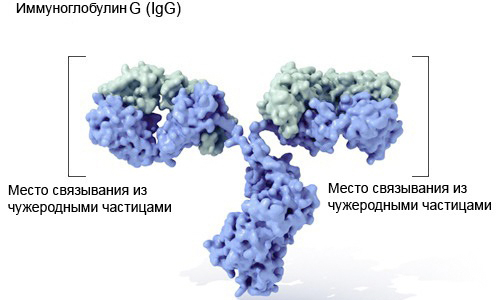 Иммуноглобулин G (IgG)
Место связывания из
чужеродными частицами
Место связывания из
чужеродными частицами